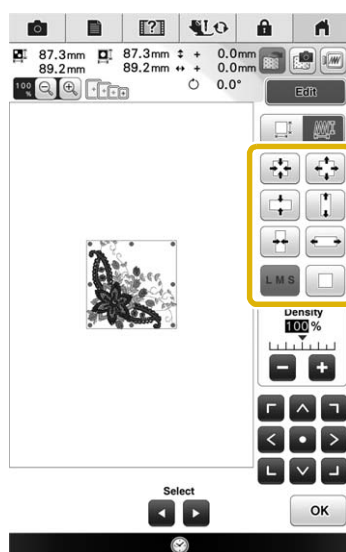 87.3mm 87.3mm + 0.0mm
89.2mm 89.2mm + 0.0mm
100 % 0.0°
Edit
L M S
Density
100 %
Select
OK